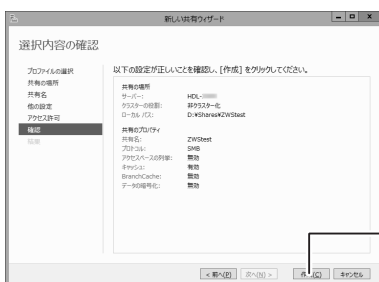 新しい共有ウィザード
選択内容の確認
プロファイルの選択
共有の場所
共有名
他の設定
アクセス許可
確認
結果
以下の設定が正しいことを確認し、[作成] をクリックしてください。
共有の場所
サーバー: HDL-
クラスターの役割: 非クラスター化
ローカル パス: D:¥Shares¥ZWStest
共有のプロパティ
共有名: ZWStest
プロトコル: SMB
アクセスベースの列挙: 無効
キャッシュ: 有効
BranchCache: 無効
データの暗号化: 無効
< 前へ(P) 次へ(N) > 作 (C) キャンセル